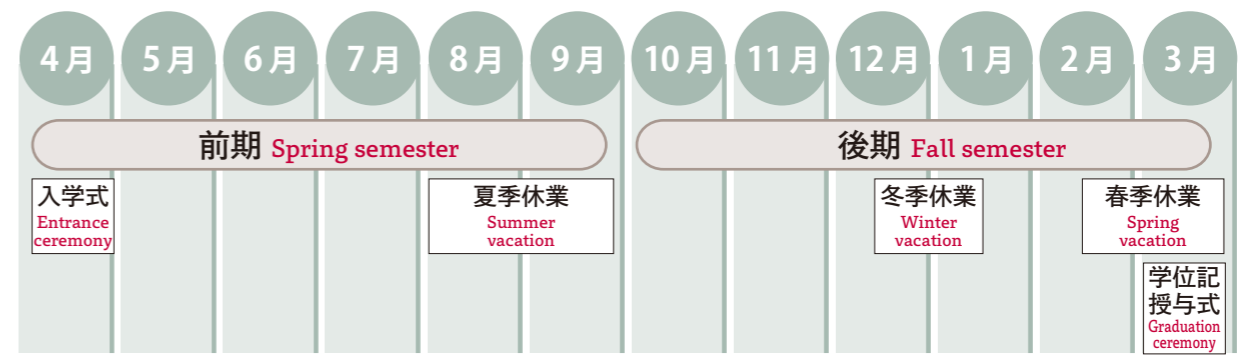 4月 5月 6月 7月 8月 9月 10月 11月 12月 1月 2月 3月
前期 Spring semester
後期 Fall semester
入学式
Entrance
ceremony
夏季休業
Summer
vacation
冬季休業
Winter
vacation
春季休業
Spring
vacation
学位記
授与式
Graduation
ceremony